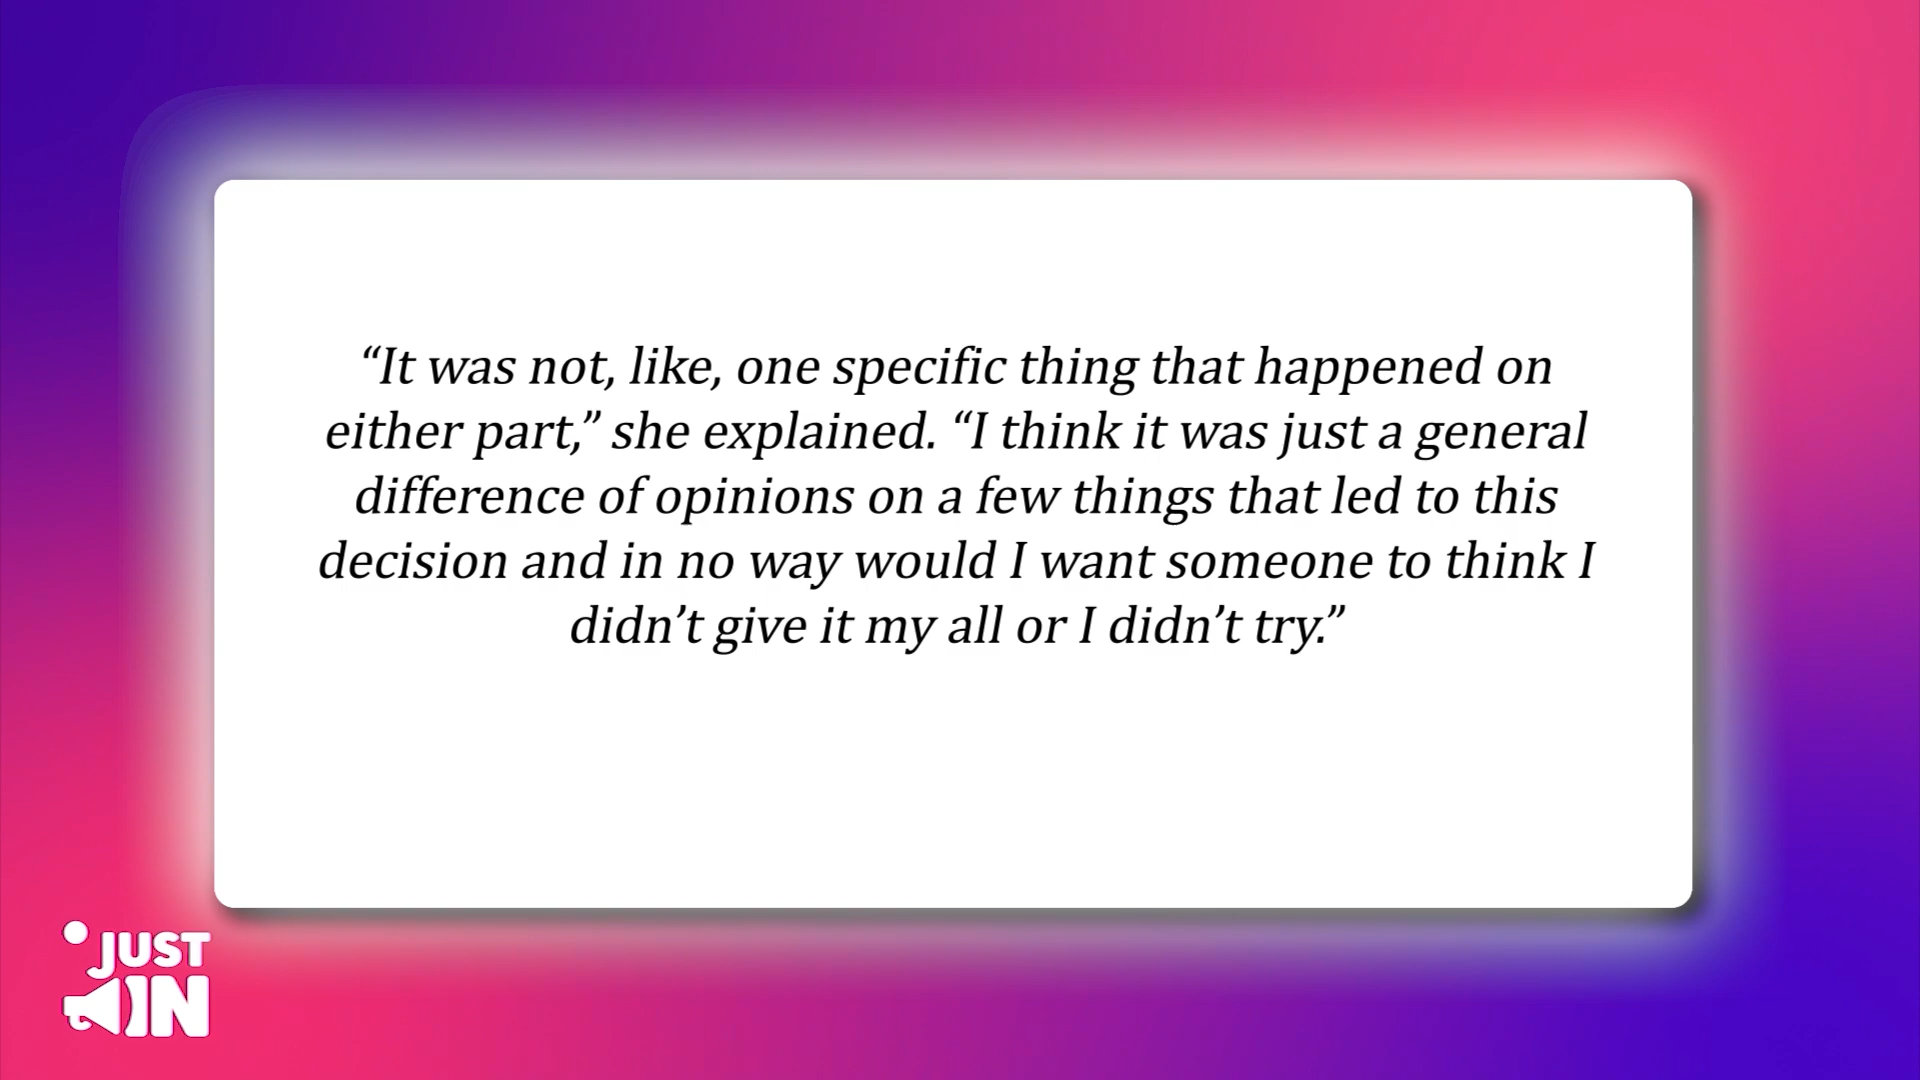 “It was not, like, one specific thing that happened on
either part,” she explained. “I think it was just a general
difference of opinions on a few things that led to this
decision and in no way would I want someone to think I
didn’t give it my all or I didn’t try.”
JUST
IN